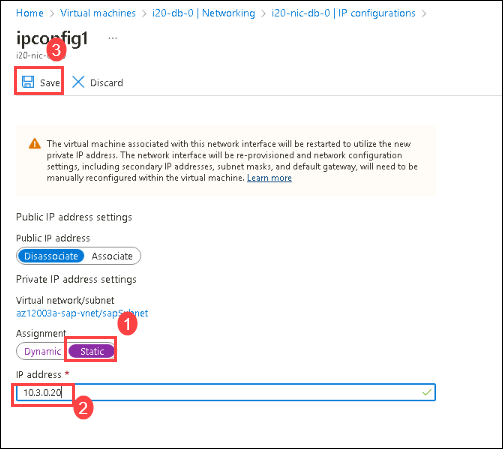 Home > Virtual machines > i20-db-0 | Networking > i20-nic-db-0 | IP configurations >
ipconfig1 ...
3
i20-nic-
Save Discard
The virtual machine associated with this network interface will be restarted to utilize the new
private IP address. The network interface will be re-provisioned and network configuration
settings, including secondary IP addresses, subnet masks, and default gateway, will need to be
manually reconfigured within the virtual machine. Learn more
Public IP address settings
Public IP address
Disassociate Associate
Private IP address settings
Virtual network/subnet
az12003a-sap-vnet/sapSubnet
1
Assignment
Dynamic Static
IP address *
10.3.0.20
2